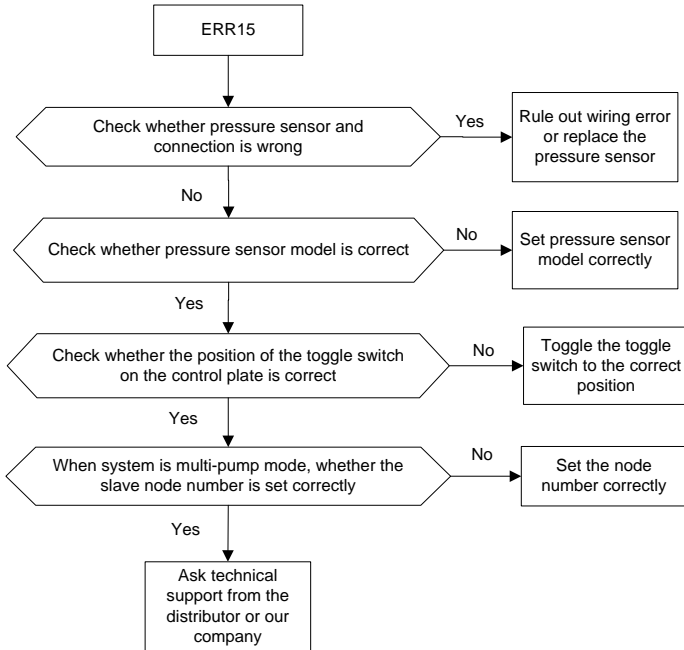 ERR15
Check whether pressure sensor and
connection is wrong
Yes
Rule out wiring error
or replace the
pressure sensor
No
Check whether pressure sensor model is correct
No
Set pressure sensor
model correctly
Yes
Check whether the position of the toggle switch
on the control plate is correct
No
Toggle the toggle
switch to the correct
position
Yes
When system is multi-pump mode, whether the
slave node number is set correctly
No
Set the node
number correctly
Yes
Ask technical
support from the
distributor or our
company